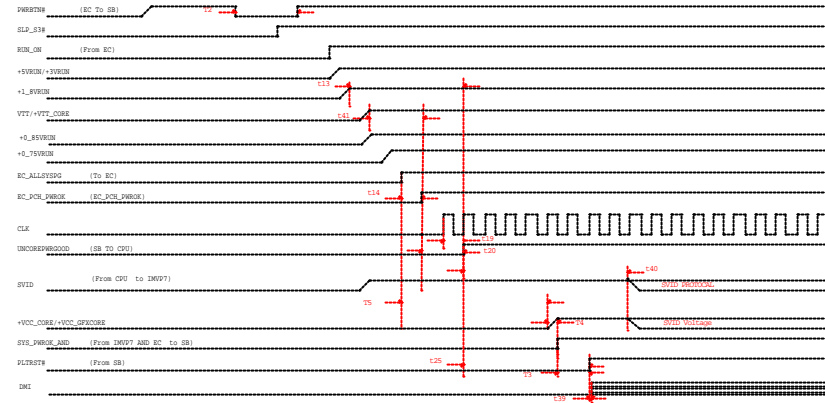 PWRBTN# (EC To SB) T2
SLP_S3#
RUN_ON (From EC)
+5VRUN/+3VRUN
t13
+1_8VRUN
VTT/+VTT_CORE t41
+0_85VRUN
+0_75VRUN
EC_ALLSYSPG (To EC)
t14
EC_PCH_PWROK (EC_PCH_PWROK)
CLK
t19
UNCOREPWRGOOD (SB TO CPU) t20
t40
(From CPU to IMVP7)
SVID SVID PROTOCAL
T5
+VCC_CORE/+VCC_GFXCORE T4 SVID Voltage
SYS_PWROK_AND (From IMVP7 AND EC to SB)
PLTRST# (From SB) t25
T3
DMI
t39